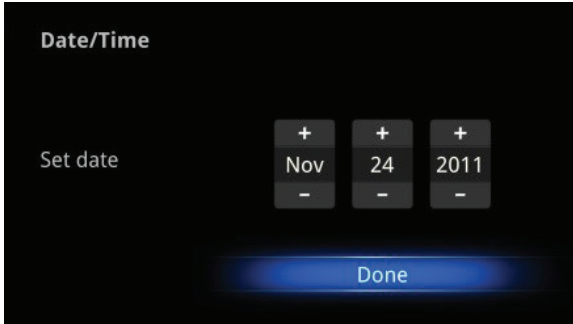 Date/Time
+ + +
Set date Nov 24 2011
– – –
Done